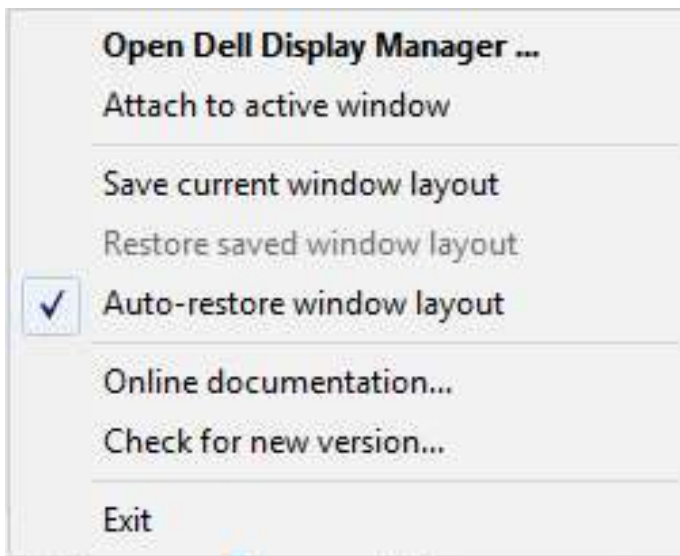 Open Dell Display Manager ...
Attach to active window
Save current window layout
Restore saved window layout
Auto-restore window layout
Online documentation...
Check for new version...
Exit